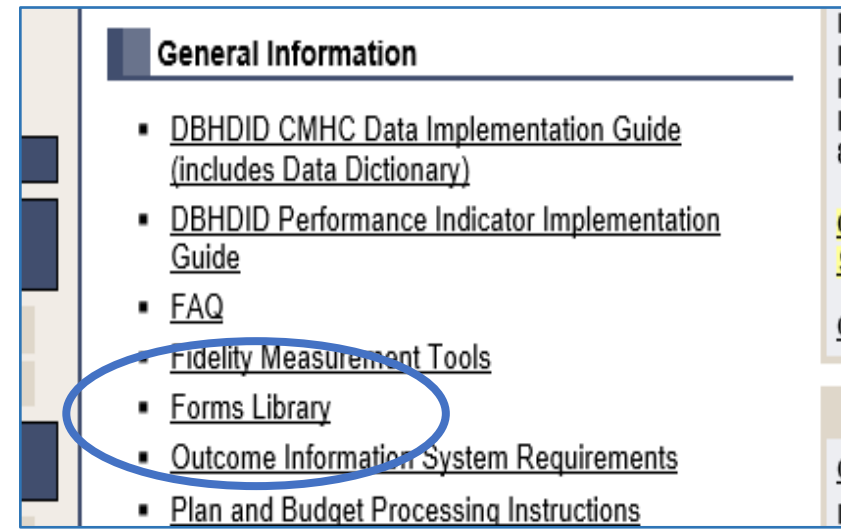 General Information
▪ DBHDID CMHC Data Implementation Guide
(includes Data Dictionary)
▪ DBHDID Performance Indicator Implementation
Guide
▪ FAQ
▪ Fidelity Measurement Tools
▪ Forms Library
▪ Outcome Information System Requirements
▪ Plan and Budget Processing Instructions